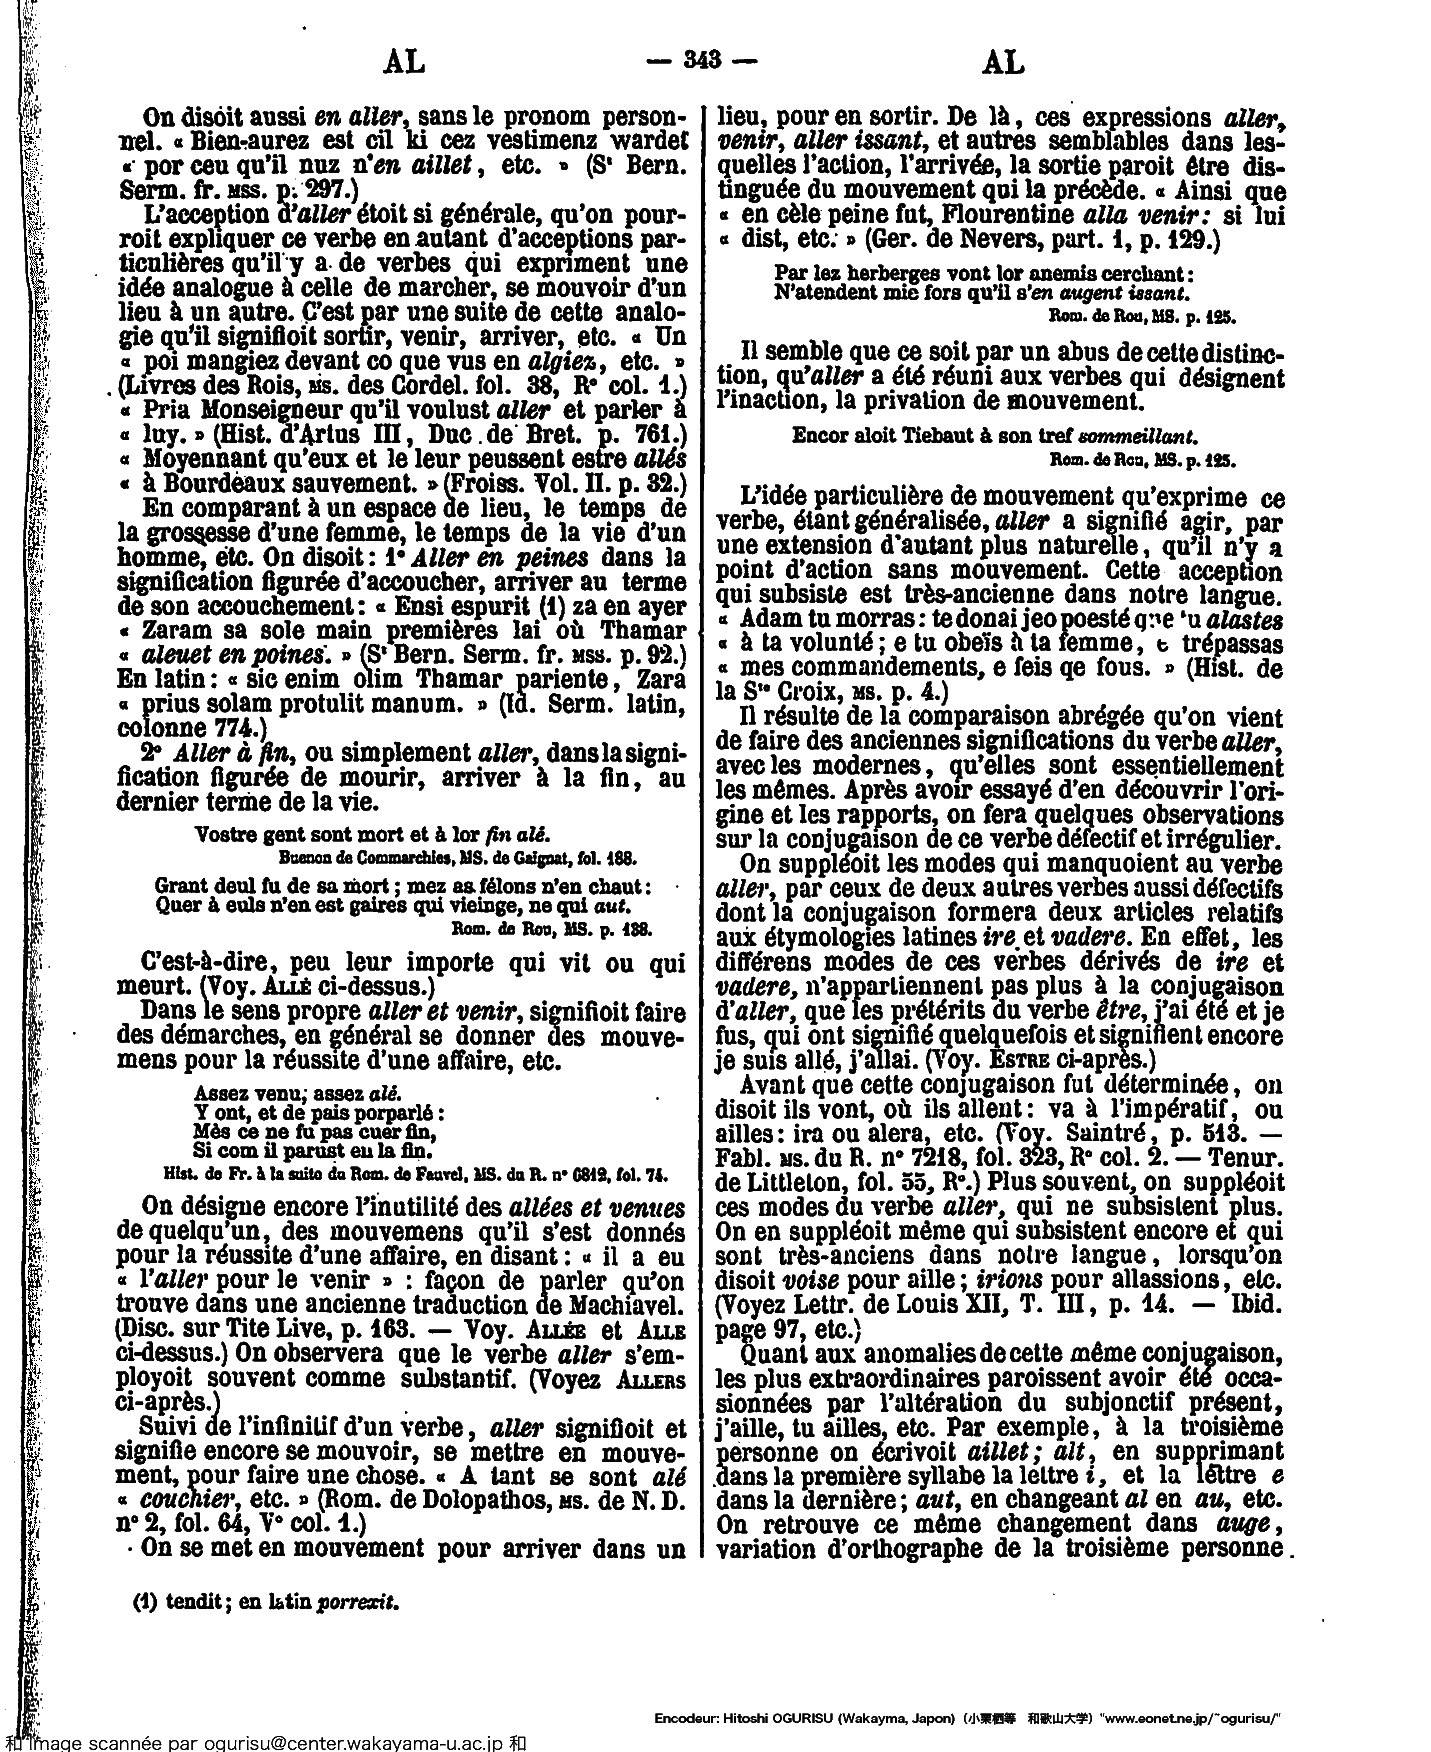 AL
— 343 —
AL
On disoit aussi en aller, sans le pronom person-
nel. « Bien-aurez est cil ki cez vestimenz wardet
« por ceu qu'il nuz n'en aillet, etc. » (St Bern.
Serm. fr. mss. p. 297.)
L'acception d'aller étoit si générale, qu'on pour-
roit expliquer ce verbe en autant d'acceptions par-
ticulières qu'il y a de verbes qui expriment une
idée analogue à celle de marcher, se mouvoir d'un
lieu à un autre. C'est par une suite de cette analo-
gie qu'il signifioit sortir, venir, arriver, etc. « Un
« poi mangiez devant co que vus en algiez, etc. »
(Livres des Rois, ms. des Cordel. fol. 38, Ro col. 1.)
« Pria Monseigneur qu'il voulust aller et parler à
« luy. » (Hist. d'Artus III, Duc de Bret. p. 761.)
« Moyennant qu'eux et le leur peussent estre allés
« à Bourdeaux sauvement. » (Froiss. Vol. II. p. 32.)
En comparant à un espace de lieu, le temps de
la grossesse d'une femme, le temps de la vie d'un
homme, etc. On disoit : 1o Aller en peines dans la
signification figurée d'accoucher, arriver au terme
de son accouchement : « Ensi espurit (1) za en ayer
« Zaram sa sole main premières lai où Thamar
« aleuet en poines. » (St Bern. Serm. fr. mss. p. 92.)
En latin : « sic enim olim Thamar pariente, Zara
« prius solam protulit manum. » (Id. Serm. latin,
colonne 774.)
2o Aller à fin, ou simplement aller, dans la signi-
fication figurée de mourir, arriver à la fin, au
dernier terme de la vie.
Vostre gent sont mort et à lor fin alé.
Buenon de Commarchies, MS. de Gaignat, fol. 188.
Grant deul fu de sa mort ; mez as félons n'en chaut :
Quer à euls n'en est gaires qui vieinge, ne qui aut.
Rom. de Rou, MS. p. 138.
C'est-à-dire, peu leur importe qui vit ou qui
meurt. (Voy. Allé ci-dessus.)
Dans le sens propre aller et venir, signifioit faire
des démarches, en général se donner des mouve-
mens pour la réussite d'une affaire, etc.
Assez venu; assez alé.
Y ont, et de pais porparlé :
Mès ce ne fu pas cuer fin,
Si com il parust eu la fin.
Hist. de Fr. à la suite du Rom. de Fauvel, MS. du R. no 6812, fol. 74.
On désigne encore l'inutilité des allées et venues
de quelqu'un, des mouvemens qu'il s'est donnés
pour la réussite d'une affaire, en disant : « il a eu
« l'aller pour le venir » : façon de parler qu'on
trouve dans une ancienne traduction de Machiavel.
(Disc. sur Tite Live, p. 163. — Voy. Allée et Alle
ci-dessus.) On observera que le verbe aller s'em-
ployoit souvent comme substantif. (Voyez Allers
ci-après.)
Suivi de l'infinitif d'un verbe, aller signifioit et
signifie encore se mouvoir, se mettre en mouve-
ment, pour faire une chose. « A tant se sont alé
« couchier, etc. » (Rom. de Dolopathos, ms. de N. D.
no 2, fol. 64, Vo col. 1.)
On se met en mouvement pour arriver dans un
(1) tendit ; en latin porrexit.
lieu, pour en sortir. De là, ces expressions aller,
venir, aller issant, et autres semblables dans les-
quelles l'action, l'arrivée, la sortie paroit être dis-
tinguée du mouvement qui la précède. « Ainsi que
« en cèle peine fut, Flourentine alla venir : si lui
« dist, etc. » (Ger. de Nevers, part. 1, p. 129.)
Par lez herberges vont lor anemis cerchant :
N'atendent mie fors qu'il s'en augent issant.
Rom. de Rou, MS. p. 125.
Il semble que ce soit par un abus de cette distinc-
tion, qu'aller a été réuni aux verbes qui désignent
l'inaction, la privation de mouvement.
Encor aloit Tiebaut à son tref sommeillant.
Rom. de Rou, MS. p. 125.
L'idée particulière de mouvement qu'exprime ce
verbe, étant généralisée, aller a signifié agir, par
une extension d'autant plus naturelle, qu'il n'y a
point d'action sans mouvement. Cette acception
qui subsiste est très-ancienne dans notre langue.
« Adam tu morras : te donai jeo poesté que tu alastes
« à ta volunté ; e tu obeïs à ta femme, e trépassas
« mes commandements, e feis qe fous. » (Hist. de
la Ste Croix, ms. p. 4.)
Il résulte de la comparaison abrégée qu'on vient
de faire des anciennes significations du verbe aller,
avec les modernes, qu'elles sont essentiellement
les mêmes. Après avoir essayé d'en découvrir l'ori-
gine et les rapports, on fera quelques observations
sur la conjugaison de ce verbe défectif et irrégulier.
On suppléoit les modes qui manquoient au verbe
aller, par ceux de deux autres verbes aussi défectifs
dont la conjugaison formera deux articles relatifs
aux étymologies latines ire et vadere. En effet, les
différens modes de ces verbes dérivés de ire et
vadere, n'appartiennent pas plus à la conjugaison
d'aller, que les prétérits du verbe être, j'ai été et je
fus, qui ont signifié quelquefois et signifient encore
je suis allé, j'allai. (Voy. Estre ci-après.)
Avant que cette conjugaison fut déterminée, on
disoit ils vont, où ils allent : va à l'impératif, ou
ailles : ira ou alera, etc. (Voy. Saintré, p. 513. —
Fabl. ms. du R. no 7218, fol. 323, Ro col. 2. — Tenur.
de Littleton, fol. 55, Ro.) Plus souvent, on suppléoit
ces modes du verbe aller, qui ne subsistent plus.
On en suppléoit même qui subsistent encore et qui
sont très-anciens dans notre langue, lorsqu'on
disoit voise pour aille ; irions pour allassions, etc.
(Voyez Lettr. de Louis XII, T. III, p. 14. — Ibid.
page 97, etc.)
Quant aux anomalies de cette même conjugaison,
les plus extraordinaires paroissent avoir été occa-
sionnées par l'altération du subjonctif présent,
j'aille, tu ailles, etc. Par exemple, à la troisième
personne on écrivoit aillet ; alt, en supprimant
dans la première syllabe la lettre i, et la lettre e
dans la dernière ; aut, en changeant al en au, etc.
On retrouve ce même changement dans auge,
variation d'orthographe de la troisième personne
Encodeur: Hitoshi OGURISU (Wakayma, Japon)（小栗栖等　和歌山大学）"www.eonet.ne.jp/~ogurisu/"
和 Image scannée par ogurisu@center.wakayama-u.ac.jp 和